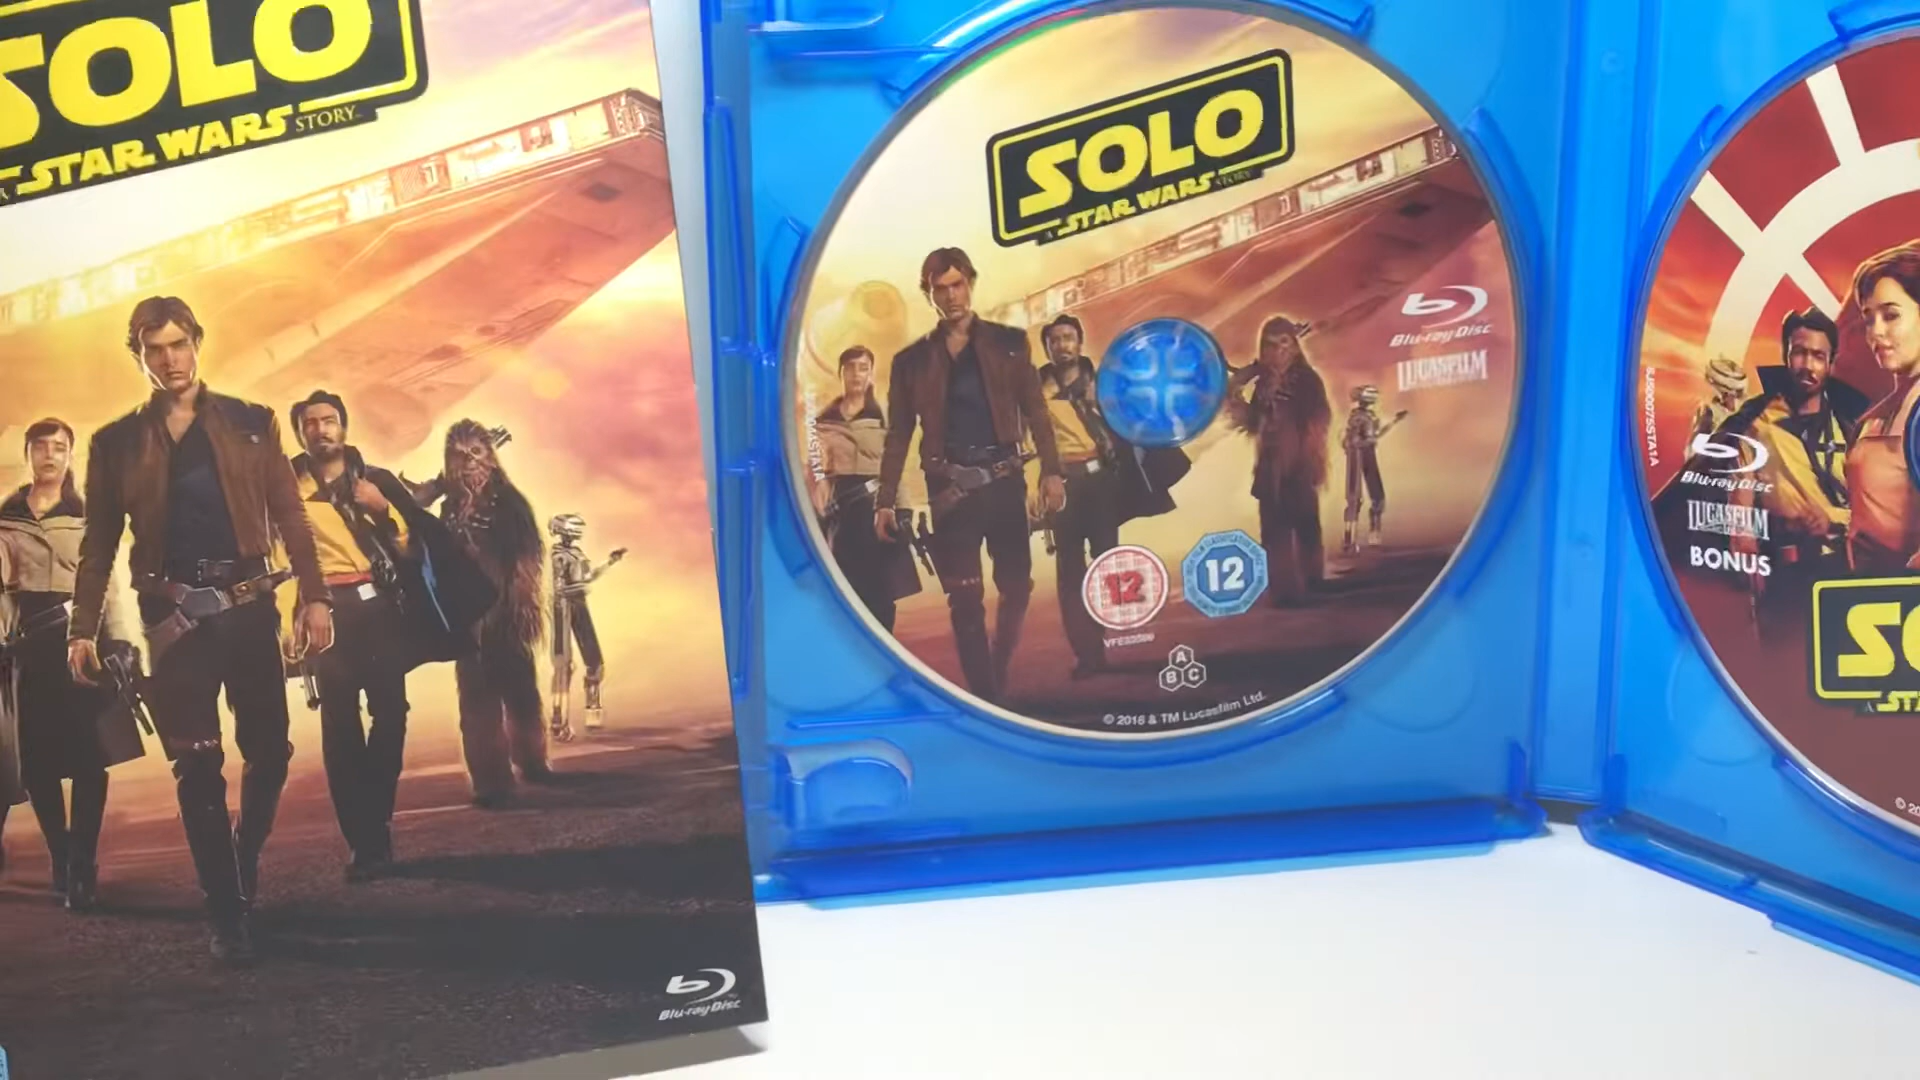 SOLO
A STAR WARS STORY
Blu-ray Disc
SOLO
A STAR WARS STORY
Blu-ray Disc
LUCASFILM
12
12
A
B C
© 2018 & TM Lucasfilm Ltd.
Blu-ray Disc
LUCASFILM
BONUS